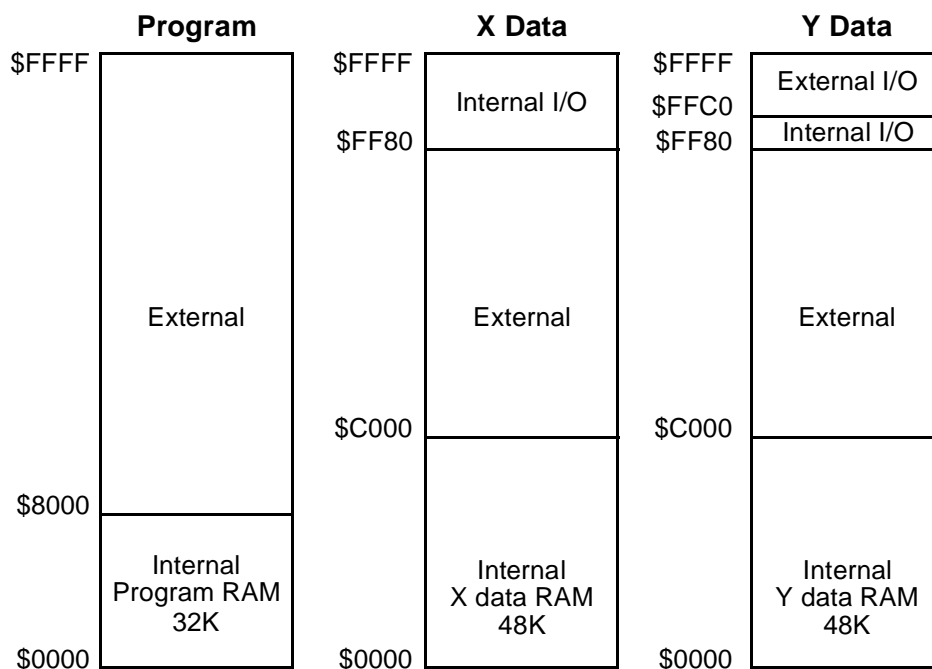 Program
$FFFF
External
$8000
Internal
Program RAM
32K
$0000
X Data
$FFFF
Internal I/O
$FF80
External
$C000
Internal
X data RAM
48K
$0000
Y Data
$FFFF
External I/O
$FFC0
Internal I/O
$FF80
External
$C000
Internal
Y data RAM
48K
$0000